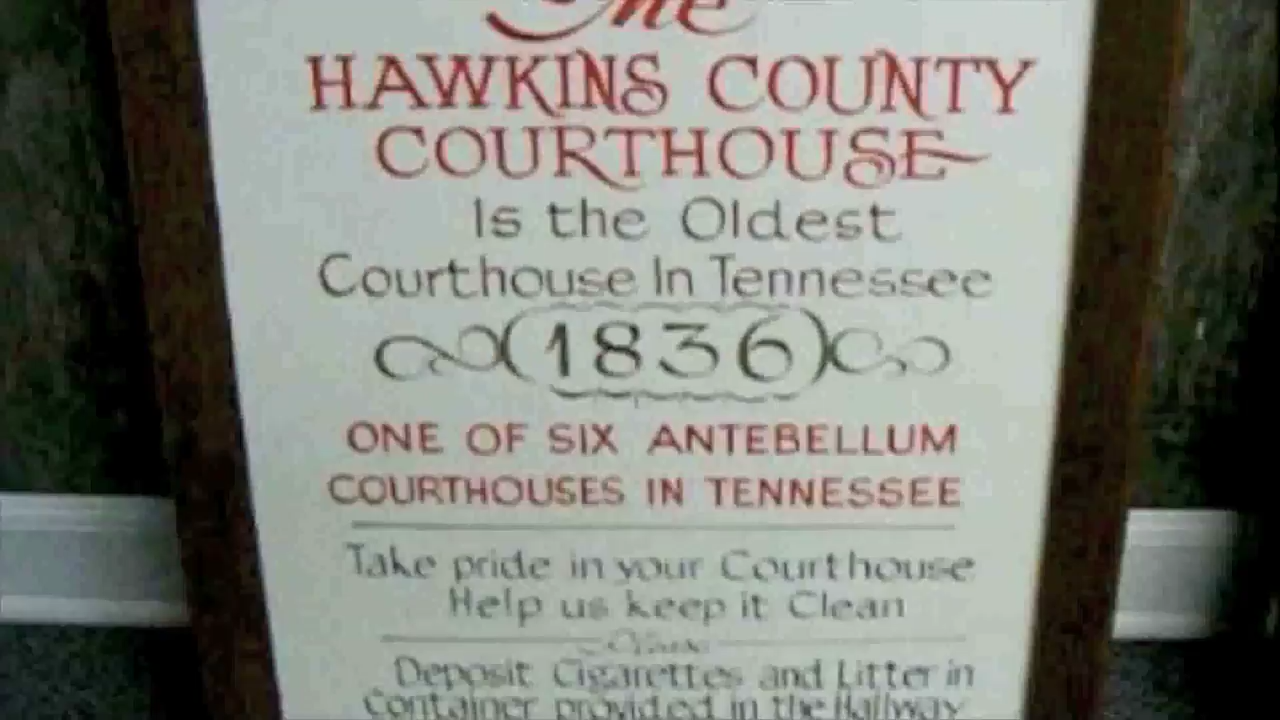 The
HAWKINS COUNTY
COURTHOUSE
Is the Oldest
Courthouse In Tennessee
1836
ONE OF SIX ANTEBELLUM
COURTHOUSES IN TENNESSEE
Take pride in your Courthouse
Help us keep it Clean
Deposit Cigarettes and Litter in
Container provided in the Hallway